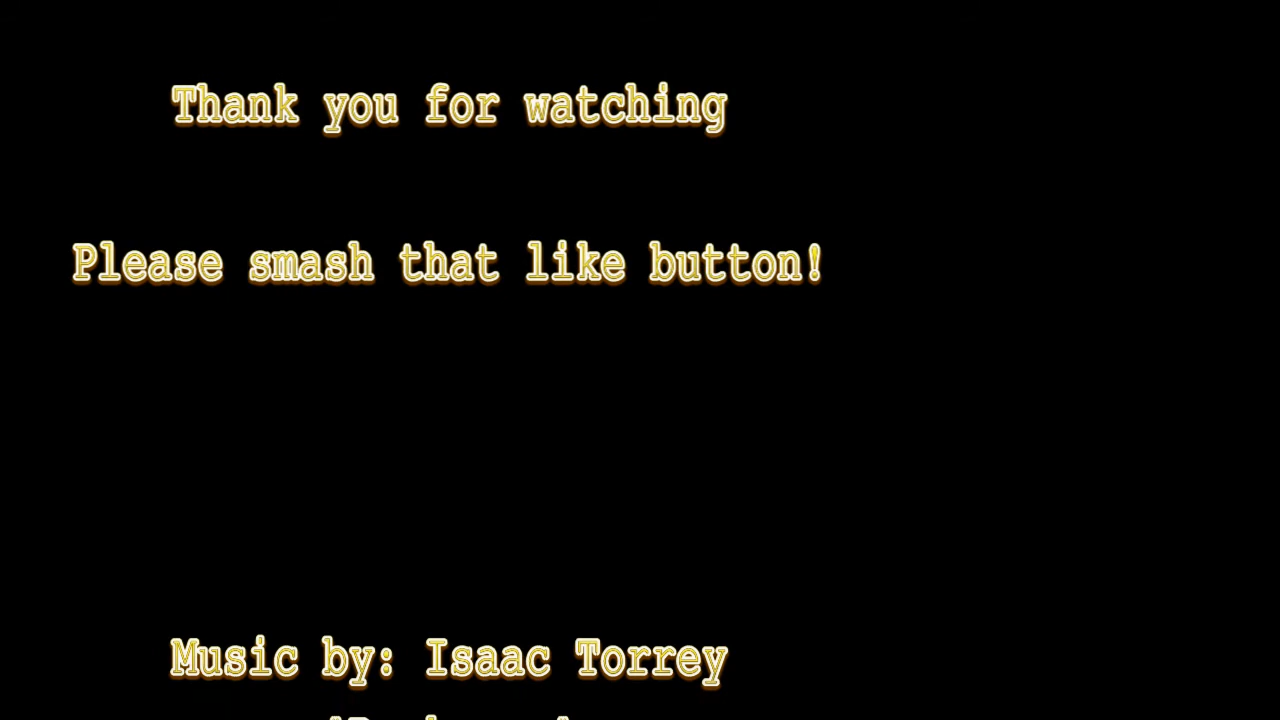 Thank you for watching
Please smash that like button!
Music by: Isaac Torrey